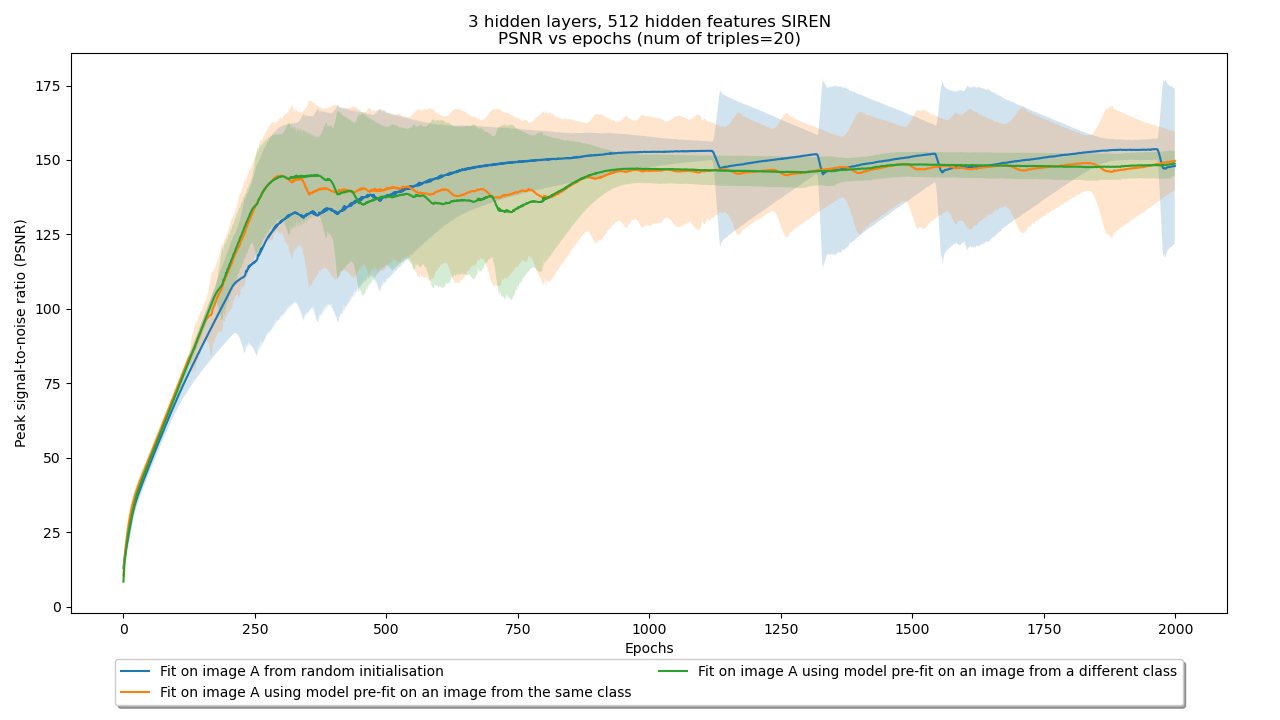 3 hidden layers, 512 hidden features SIREN
PSNR vs epochs (num of triples=20)
Peak signal-to-noise ratio (PSNR)
175
150
125
100
75
50
25
0
0 250 500 750 1000 1250 1500 1750 2000
Epochs
Fit on image A from random initialisation
Fit on image A using model pre-fit on an image from the same class
Fit on image A using model pre-fit on an image from a different class